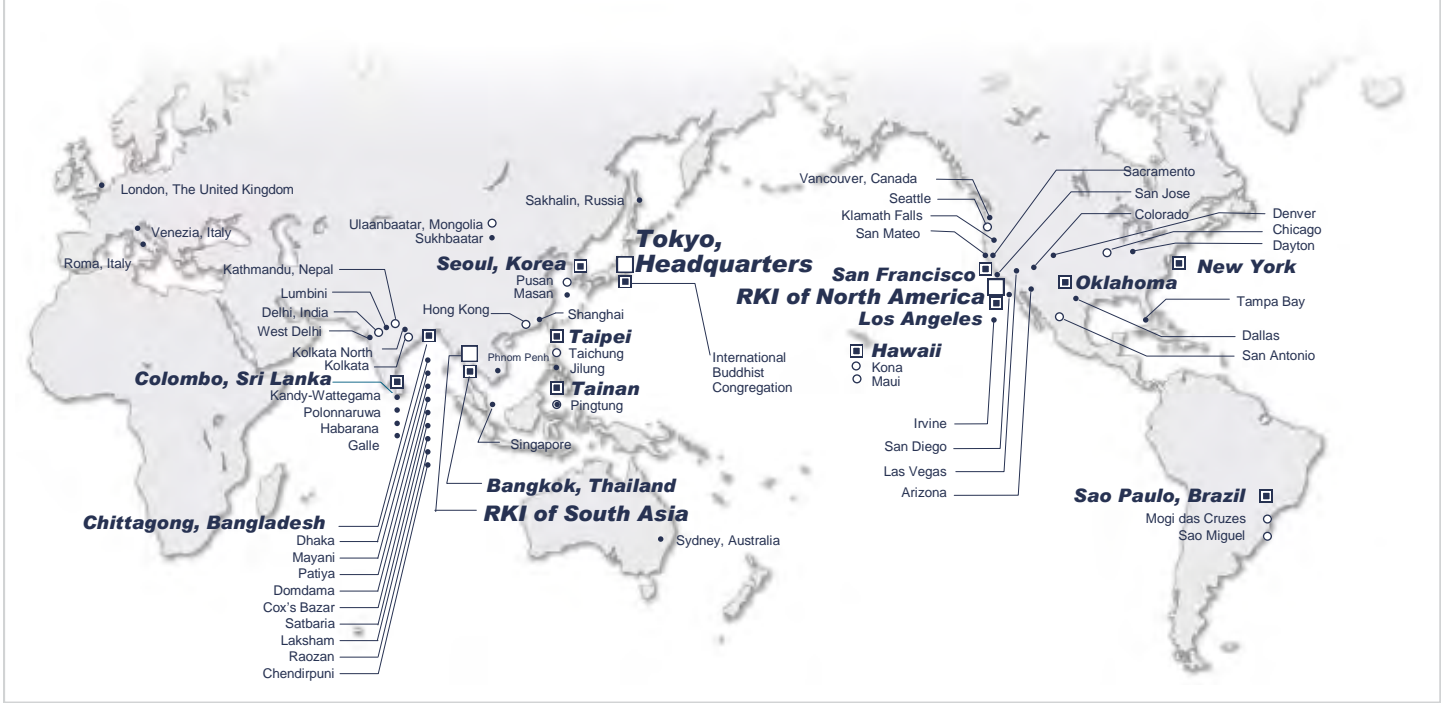 London, The United Kingdom
Venezia, Italy
Roma, Italy
Ulaanbaatar, Mongolia
Sukhbaatar
Sakhalin, Russia
Tokyo,
Headquarters
Seoul, Korea
Pusan
Masan
Kathmandu, Nepal
Lumbini
Delhi, India
West Delhi
Kolkata North
Kolkata
Hong Kong
Shanghai
Taipei
Taichung
Jilung
Tainan
Pingtung
Phnom Penh
International
Buddhist
Congregation
Colombo, Sri Lanka
Kandy-Wattegama
Polonnaruwa
Habarana
Galle
Singapore
Bangkok, Thailand
RKI of South Asia
Chittagong, Bangladesh
Dhaka
Mayani
Patiya
Domdama
Cox's Bazar
Satbaria
Laksham
Raozan
Chendirpuni
Sydney, Australia
Vancouver, Canada
Seattle
Klamath Falls
San Mateo
San Francisco
RKI of North America
Los Angeles
Hawaii
Kona
Maui
Irvine
San Diego
Las Vegas
Arizona
Sacramento
San Jose
Colorado
Denver
Chicago
Dayton
New York
Oklahoma
Tampa Bay
Dallas
San Antonio
Sao Paulo, Brazil
Mogi das Cruzes
Sao Miguel